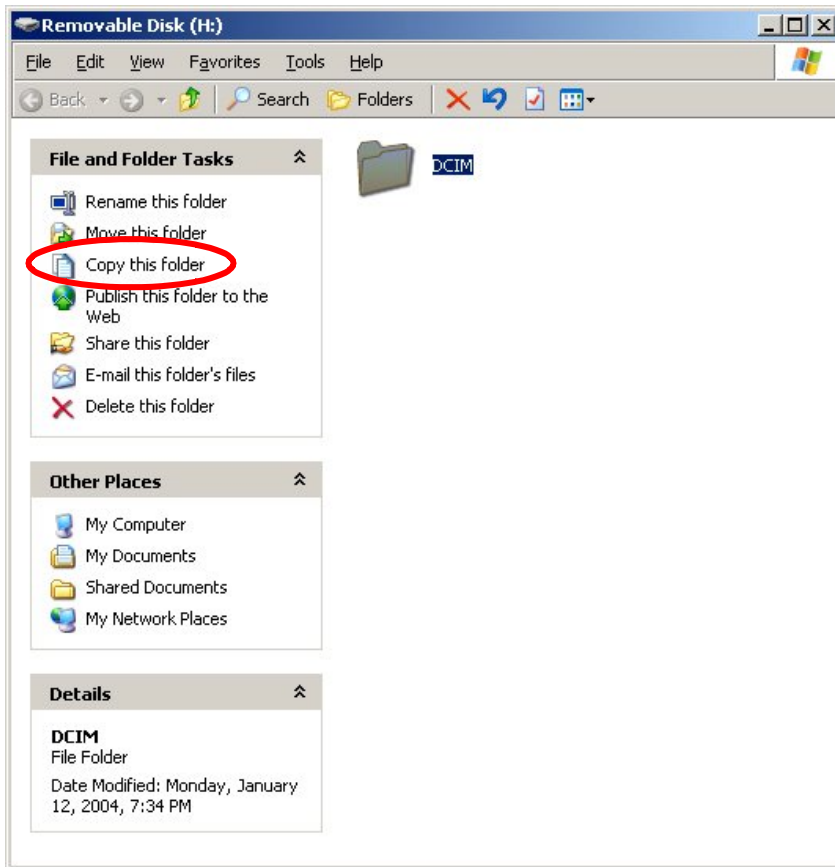 Removable Disk (H:)
File Edit View Favorites Tools Help
Back Search Folders
File and Folder Tasks
Rename this folder
Move this folder
Copy this folder
Publish this folder to the
Web
Share this folder
E-mail this folder's files
Delete this folder
DCIM
Other Places
My Computer
My Documents
Shared Documents
My Network Places
Details
DCIM
File Folder
Date Modified: Monday, January
12, 2004, 7:34 PM